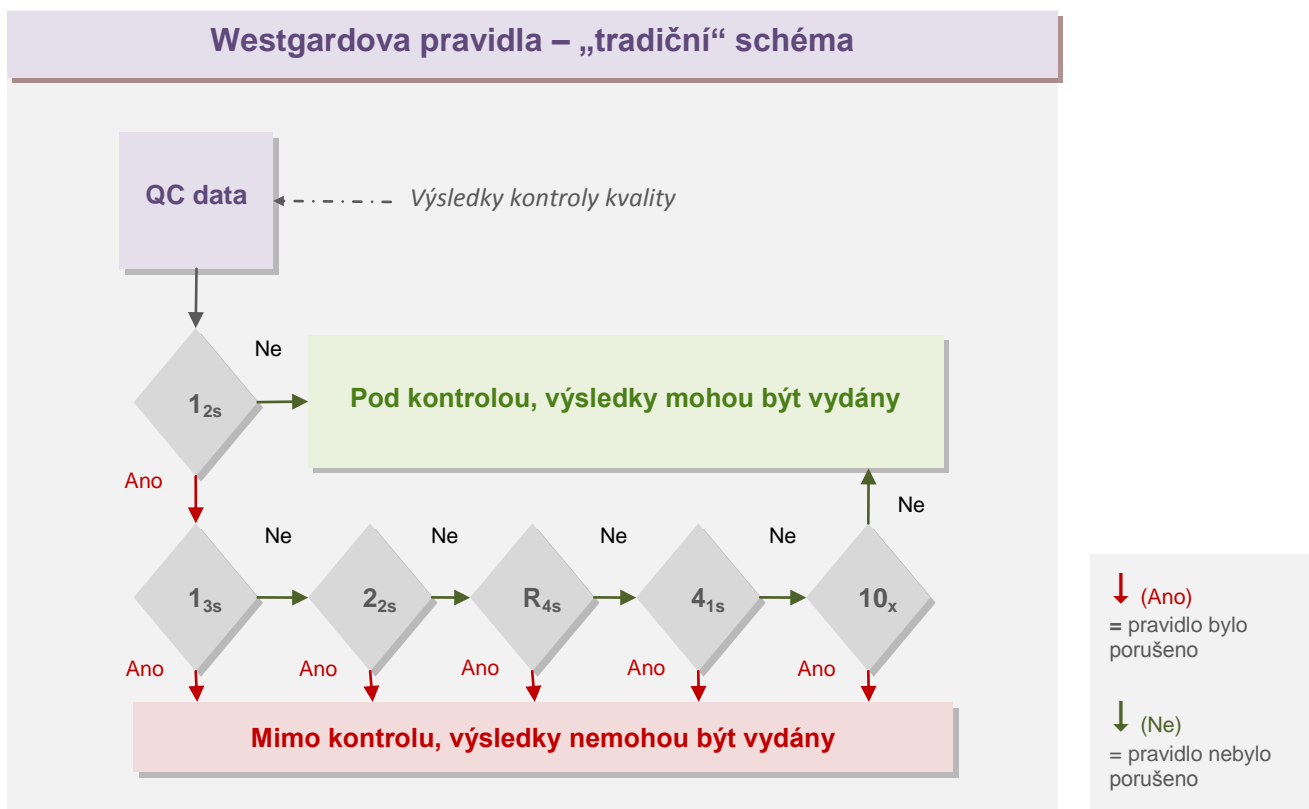 Westgardova pravidla – „tradiční“ schéma
QC data
Výsledky kontroly kvality
Ne
1₂ₛ
Pod kontrolou, výsledky mohou být vydány
Ano
Ne
Ne
Ne
Ne
Ne
1₃ₛ
2₂ₛ
R₄ₛ
4₁ₛ
10ₓ
Ano
Ano
Ano
Ano
Ano
Mimo kontrolu, výsledky nemohou být vydány
(Ano)
= pravidlo bylo
porušeno
(Ne)
= pravidlo nebylo
porušeno